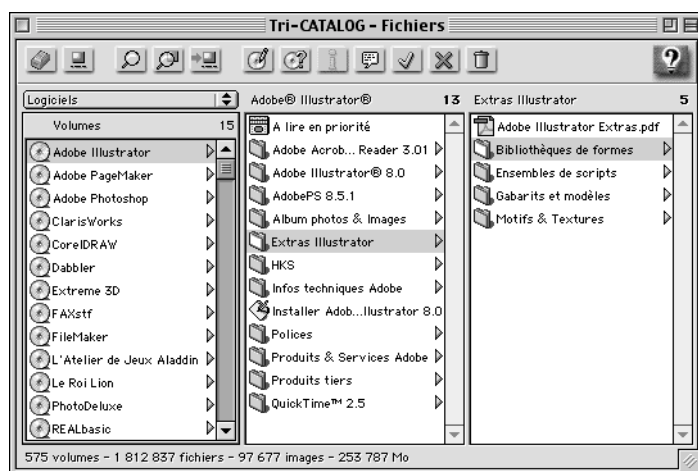 Tri-CATALOG - Fichiers
Logiciels
Volumes 15
Adobe Illustrator
Adobe PageMaker
Adobe Photoshop
ClarisWorks
CorelDRAW
Dabbler
Extreme 3D
FAXstf
FileMaker
L'Atelier de Jeux Aladdin
Le Roi Lion
PhotoDeluxe
REALbasic
Adobe® Illustrator® 13
A lire en priorité
Adobe Acrob... Reader 3.01
Adobe Illustrator® 8.0
AdobePS 8.5.1
Album photos & Images
Extras Illustrator
HKS
Infos techniques Adobe
Installer Adob...llustrator 8.0
Polices
Produits & Services Adobe
Produits tiers
QuickTime™ 2.5
Extras Illustrator 5
Adobe Illustrator Extras.pdf
Bibliothèques de formes
Ensembles de scripts
Gabarits et modèles
Motifs & Textures
575 volumes - 1 812 837 fichiers - 97 677 images - 253 787 Mo